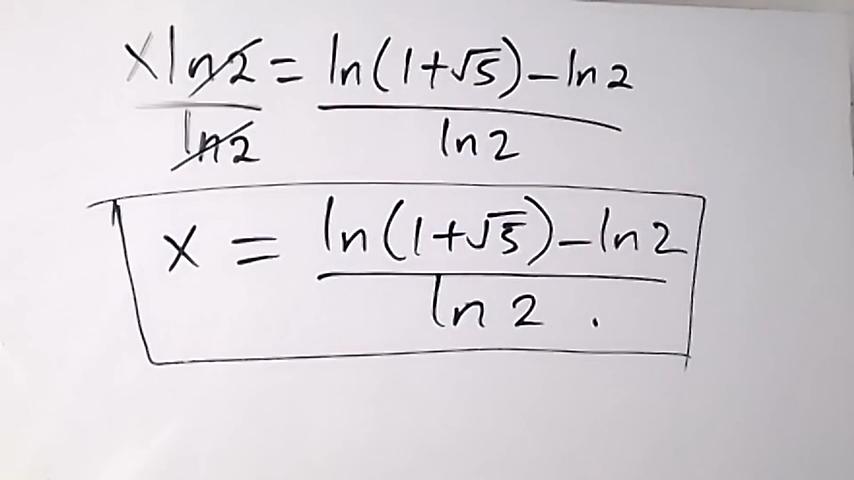 x ln 2 = ln(1+√5) – ln 2
ln 2 ln 2
x = ln(1+√5) – ln 2
ln 2 .